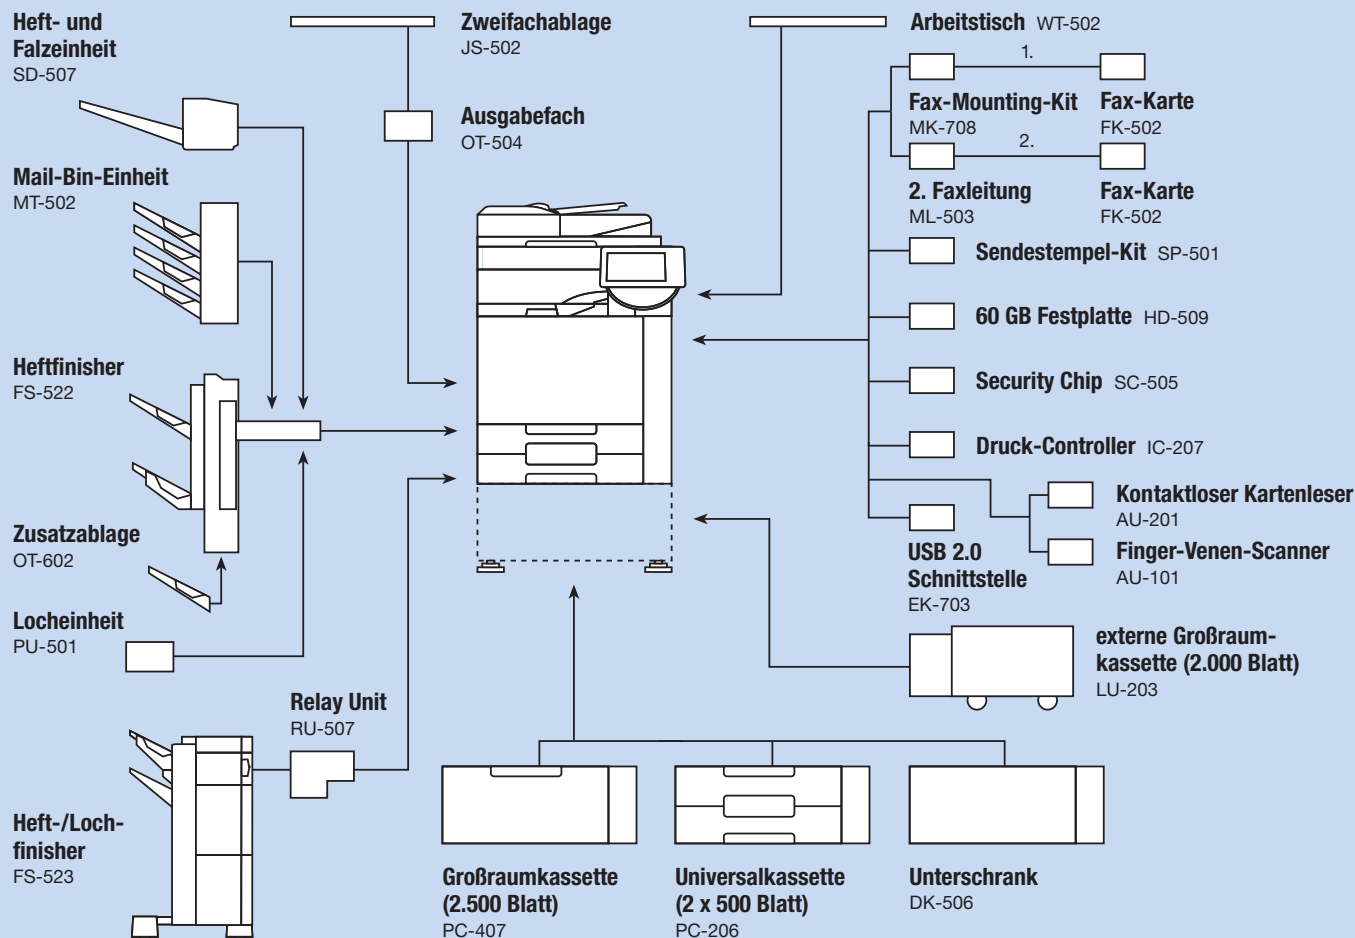 Heft- und
Falzeinheit
SD-507
Mail-Bin-Einheit
MT-502
Heftfinisher
FS-522
Zusatzablage
OT-602
Locheinheit
PU-501
Relay Unit
RU-507
Heft-/Loch-
finisher
FS-523
Zweifachablage
JS-502
Ausgabefach
OT-504
Arbeitstisch WT-502
1.
Fax-Mounting-Kit
MK-708
Fax-Karte
FK-502
2.
2. Faxleitung
ML-503
Fax-Karte
FK-502
Sendestempel-Kit SP-501
60 GB Festplatte HD-509
Security Chip SC-505
Druck-Controller IC-207
Kontaktloser Kartenleser
AU-201
Finger-Venen-Scanner
AU-101
USB 2.0
Schnittstelle
EK-703
externe Großraum-
kassette (2.000 Blatt)
LU-203
Großraumkassette
(2.500 Blatt)
PC-407
Universalkassette
(2 x 500 Blatt)
PC-206
Unterschrank
DK-506